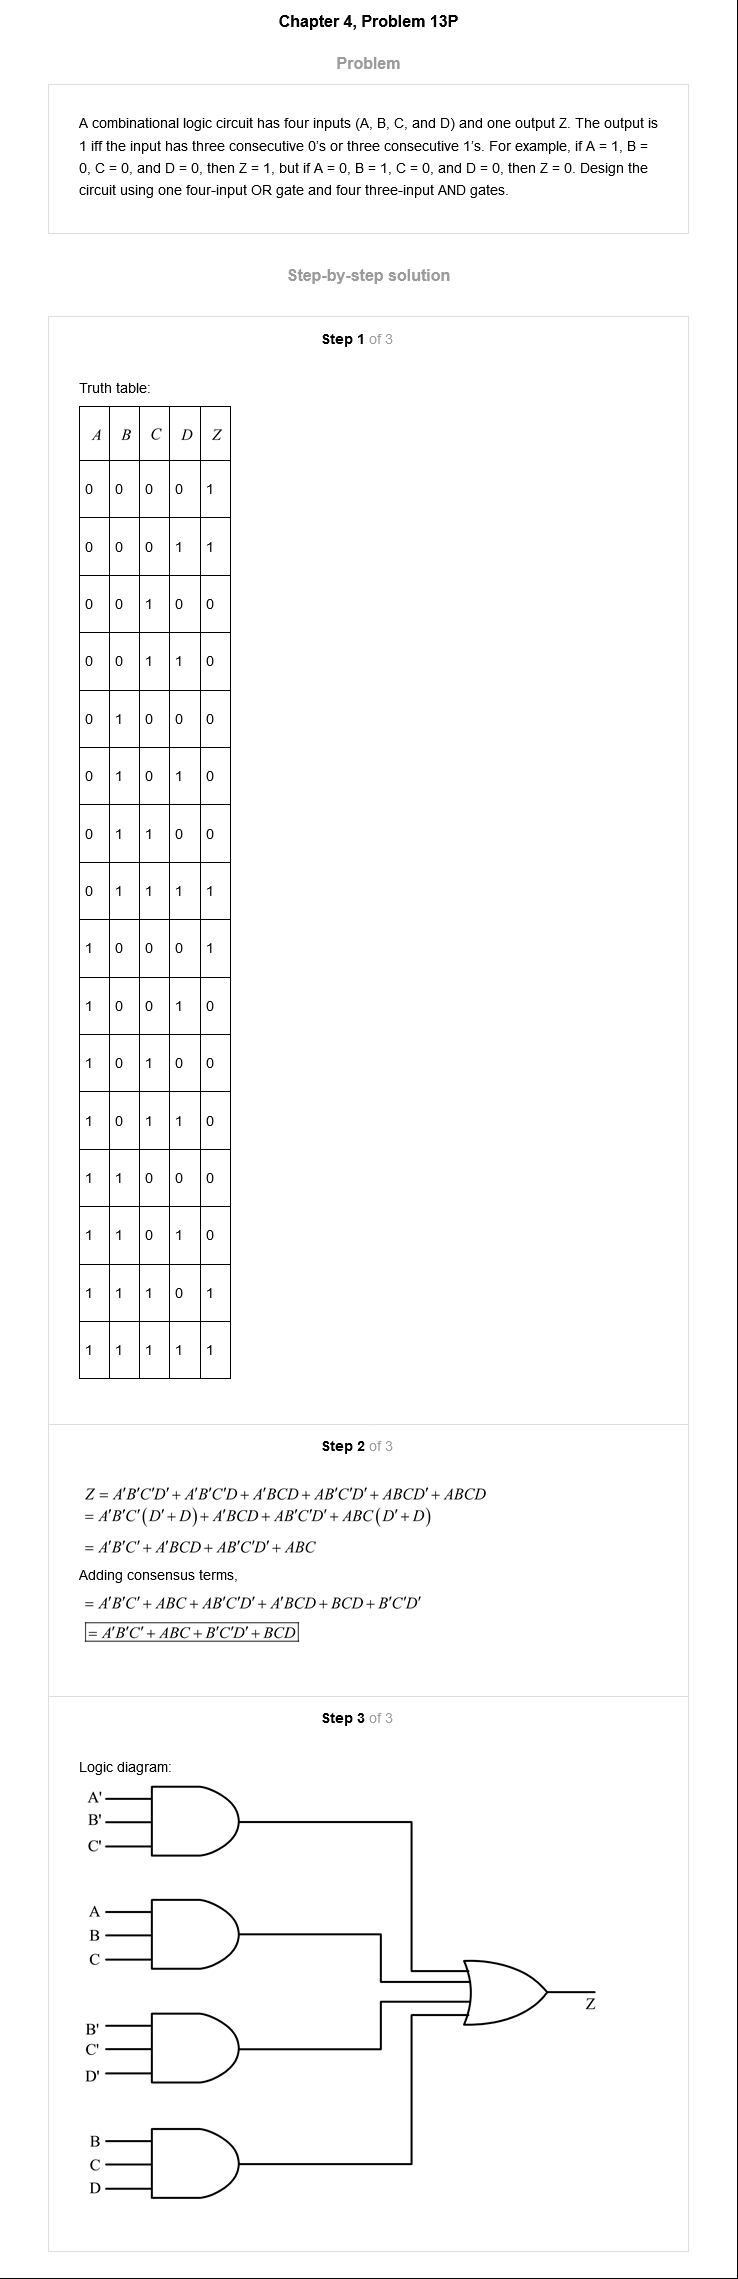 Chapter 4, Problem 13P
Problem
A combinational logic circuit has four inputs (A, B, C, and D) and one output Z. The output is
1 iff the input has three consecutive 0's or three consecutive 1's. For example, if A = 1, B =
0, C = 0, and D = 0, then Z = 1, but if A = 0, B = 1, C = 0, and D = 0, then Z = 0. Design the
circuit using one four-input OR gate and four three-input AND gates.
Step-by-step solution
Step 1 of 3
Truth table:
A B C D Z
0 0 0 0 1
0 0 0 1 1
0 0 1 0 0
0 0 1 1 0
0 1 0 0 0
0 1 0 1 0
0 1 1 0 0
0 1 1 1 1
1 0 0 0 1
1 0 0 1 0
1 0 1 0 0
1 0 1 1 0
1 1 0 0 0
1 1 0 1 0
1 1 1 0 1
1 1 1 1 1
Step 2 of 3
Z = A'B'C'D' + A'B'C'D + A'BCD + AB'C'D' + ABCD' + ABCD
= A'B'C'(D' + D) + A'BCD + AB'C'D' + ABC(D' + D)
= A'B'C' + A'BCD + AB'C'D' + ABC
Adding consensus terms,
= A'B'C' + ABC + AB'C'D' + A'BCD + BCD + B'C'D'
= A'B'C' + ABC + B'C'D' + BCD
Step 3 of 3
Logic diagram:
A'
B'
C'
A
B
C
B'
C'
D'
Z
B
C
D